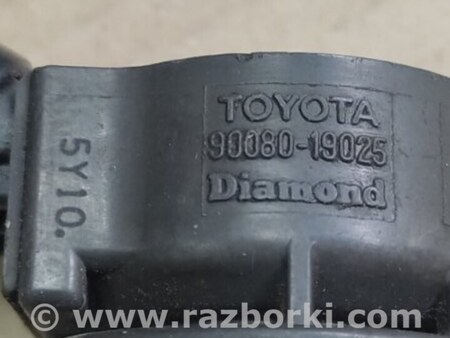 TOYOTA
90080-19025
Diamond
5Y10.
© www.razborki.com